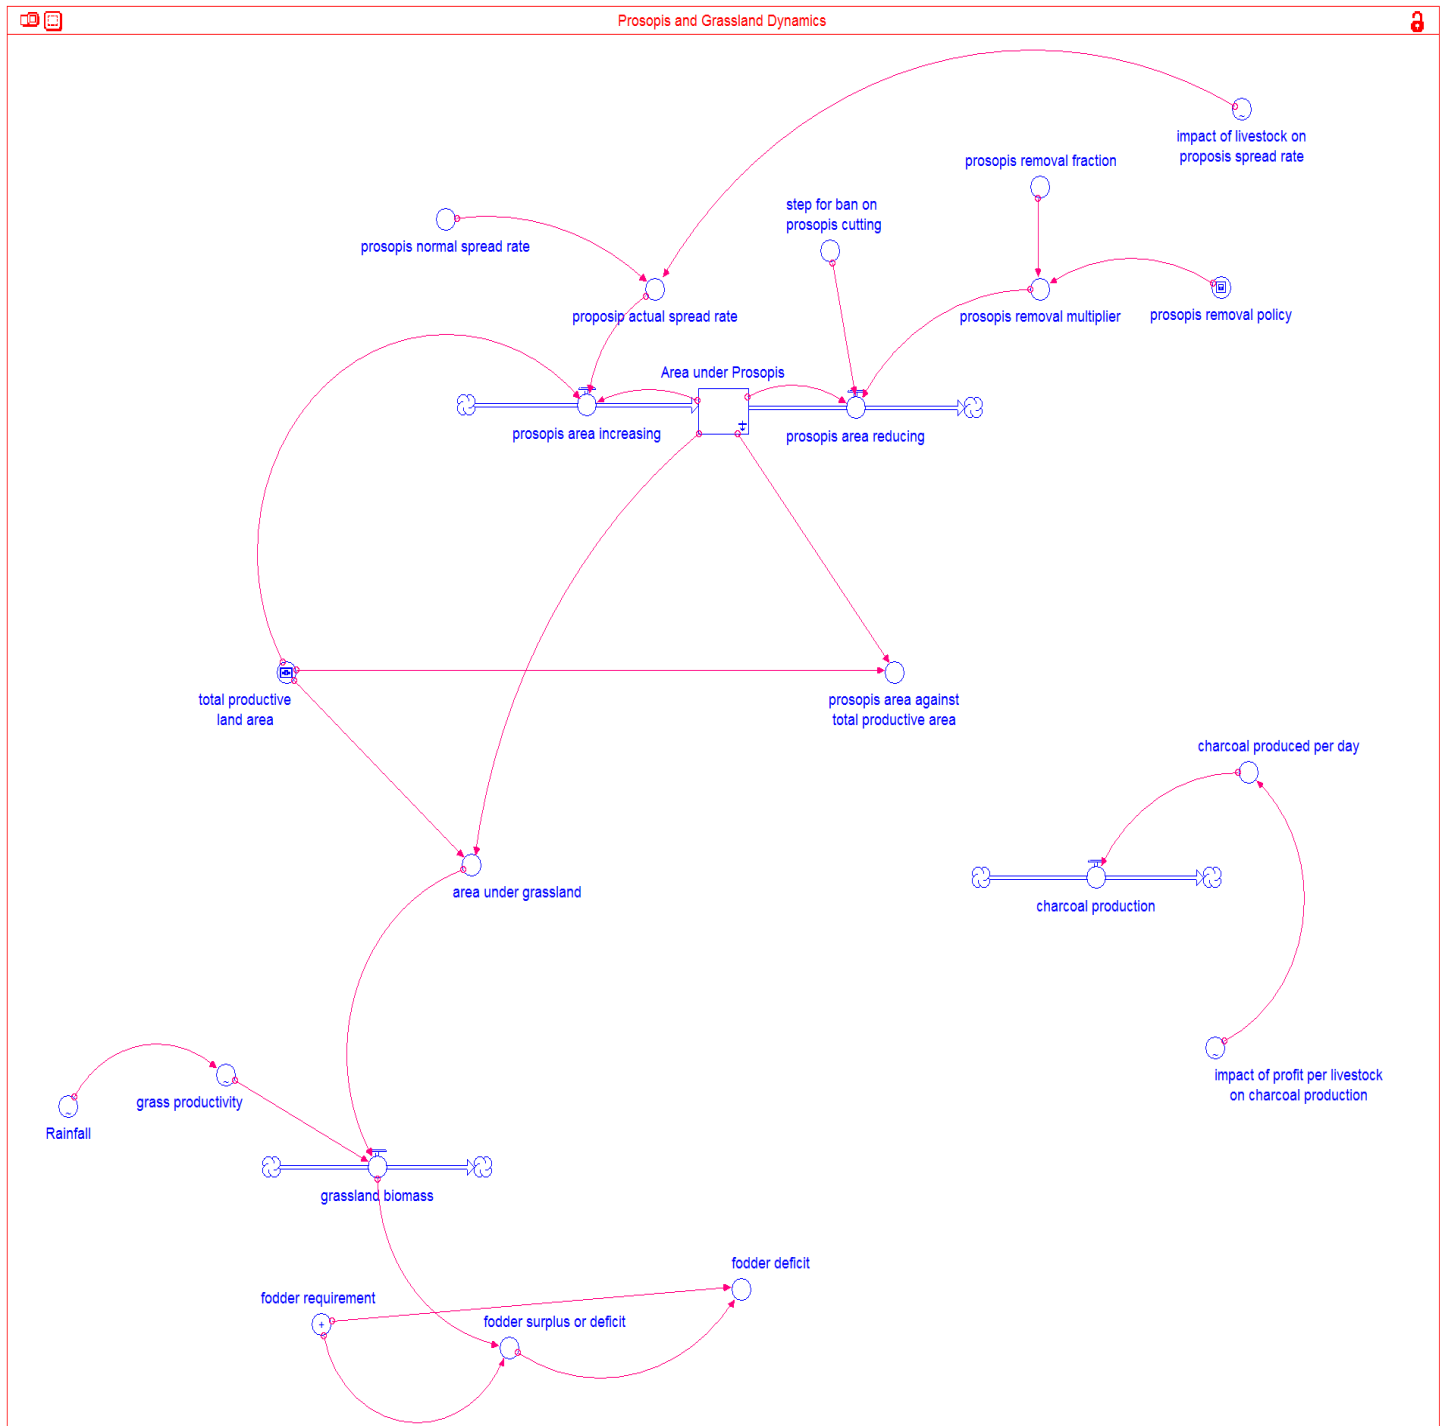 Prosopis and Grassland Dynamics
impact of livestock on
proposis spread rate
prosopis removal fraction
step for ban on
prosopis cutting
prosopis normal spread rate
proposip actual spread rate
prosopis removal multiplier
prosopis removal policy
Area under Prosopis
prosopis area increasing
prosopis area reducing
total productive
land area
prosopis area against
total productive area
charcoal produced per day
area under grassland
charcoal production
impact of profit per livestock
on charcoal production
grass productivity
Rainfall
grassland biomass
fodder deficit
fodder requirement
fodder surplus or deficit